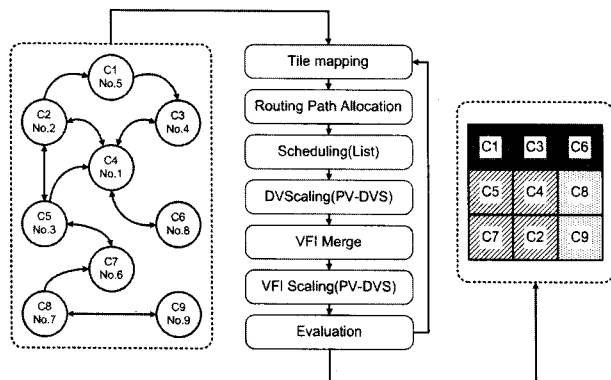 C1
No.5
C2
No.2
C3
No.4
C4
No.1
C5
No.3
C6
No.8
C7
No.6
C8
No.7
C9
No.9
Tile mapping
Routing Path Allocation
Scheduling(List)
DVScaling(PV-DVS)
VFI Merge
VFI Scaling(PV-DVS)
Evaluation
C1 C3 C6
C5 C4 C8
C7 C2 C9